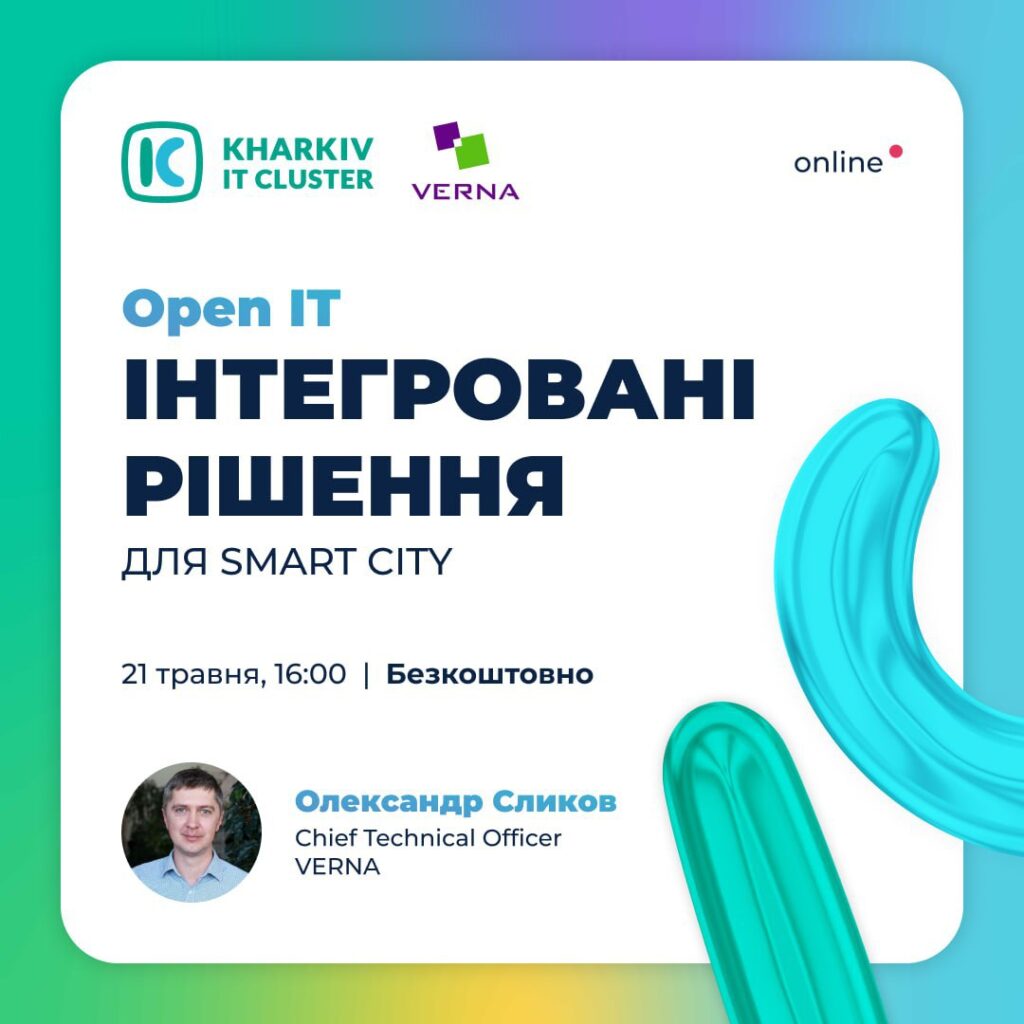 KHARKIV
IT CLUSTER
VERNA
online
Open IT
ІНТЕГРОВАНІ
РІШЕННЯ
ДЛЯ SMART CITY
21 травня, 16:00 | Безкоштовно
Олександр Сликов
Chief Technical Officer
VERNA